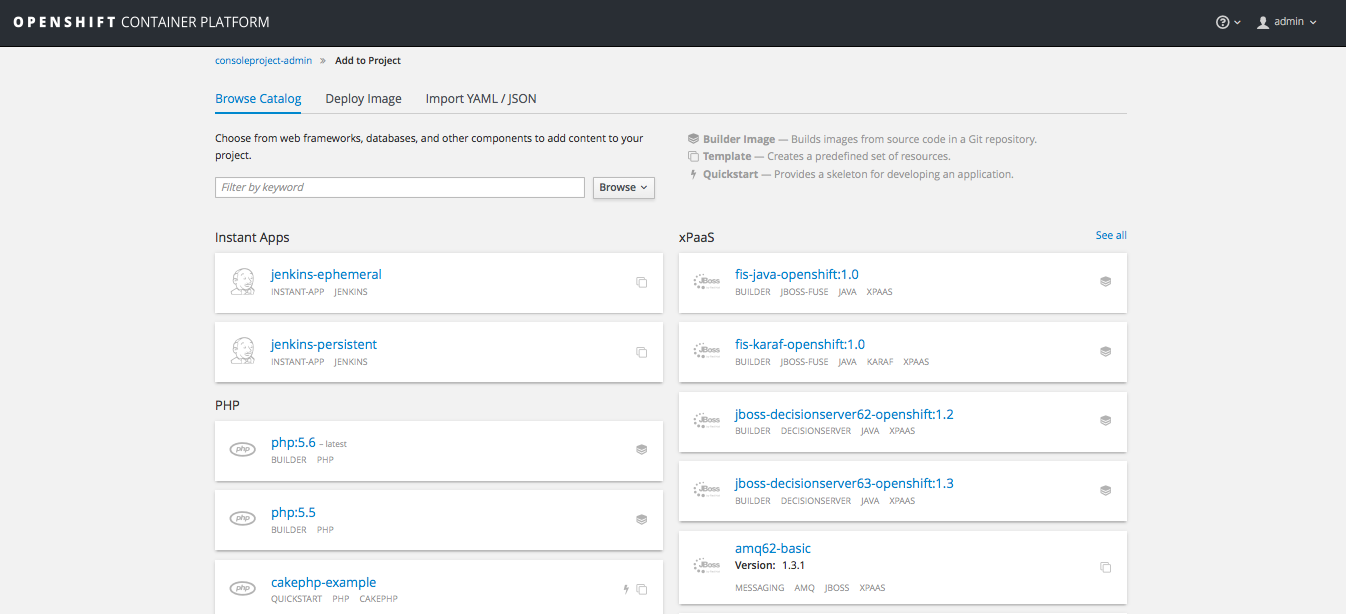 OPENSHIFT CONTAINER PLATFORM
admin
consoleproject-admin » Add to Project
Browse Catalog Deploy Image Import YAML / JSON
Choose from web frameworks, databases, and other components to add content to your
project.
Filter by keyword
Browse
Builder Image — Builds images from source code in a Git repository.
Template — Creates a predefined set of resources.
Quickstart — Provides a skeleton for developing an application.
Instant Apps
jenkins-ephemeral
INSTANT-APP JENKINS
jenkins-persistent
INSTANT-APP JENKINS
PHP
php
php:5.6 – latest
BUILDER PHP
php
php:5.5
BUILDER PHP
php
cakephp-example
QUICKSTART PHP CAKEPHP
xPaaS
See all
JBoss
fis-java-openshift:1.0
BUILDER JBOSS-FUSE JAVA XPAAS
JBoss
fis-karaf-openshift:1.0
BUILDER JBOSS-FUSE JAVA KARAF XPAAS
JBoss
jboss-decisionserver62-openshift:1.2
BUILDER DECISIONSERVER JAVA XPAAS
JBoss
jboss-decisionserver63-openshift:1.3
BUILDER DECISIONSERVER JAVA XPAAS
JBoss
amq62-basic
Version: 1.3.1
MESSAGING AMQ JBOSS XPAAS